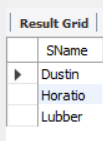 Result Grid
SName
Dustin
Horatio
Lubber